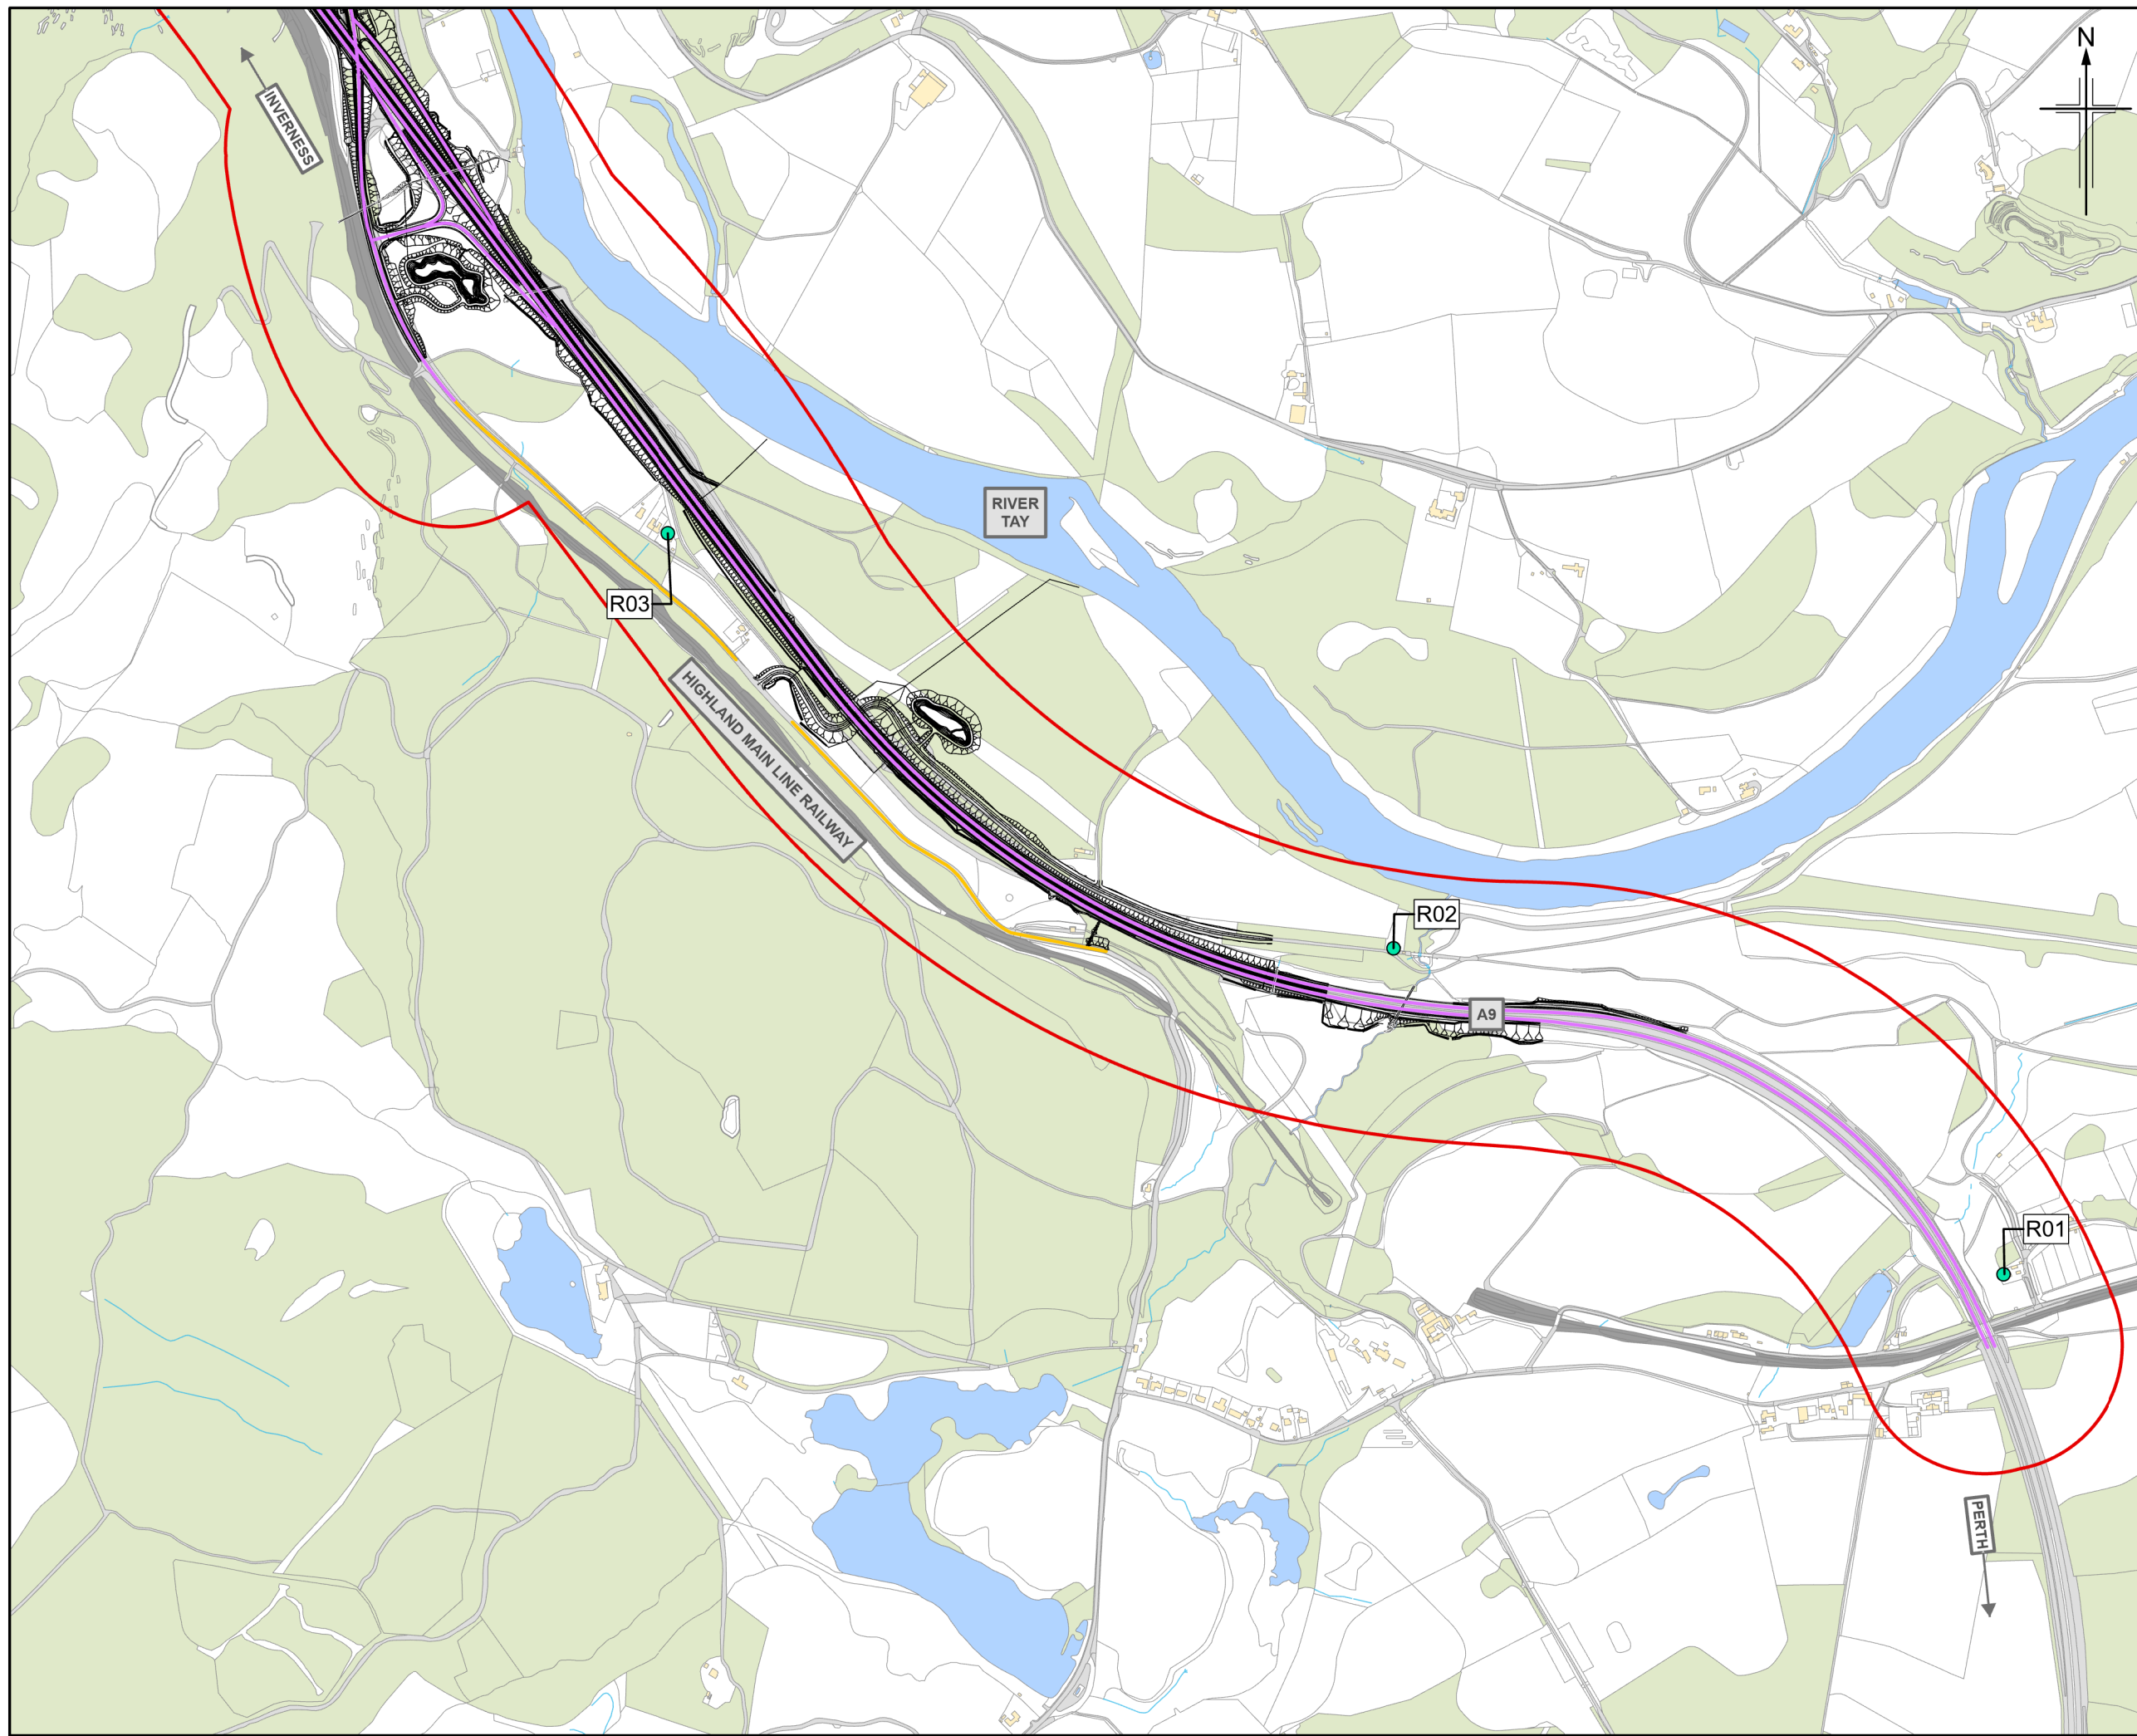 N
INVERNESS
RIVER
TAY
R03
HIGHLAND MAIN LINE RAILWAY
R02
A9
R01
PERTH